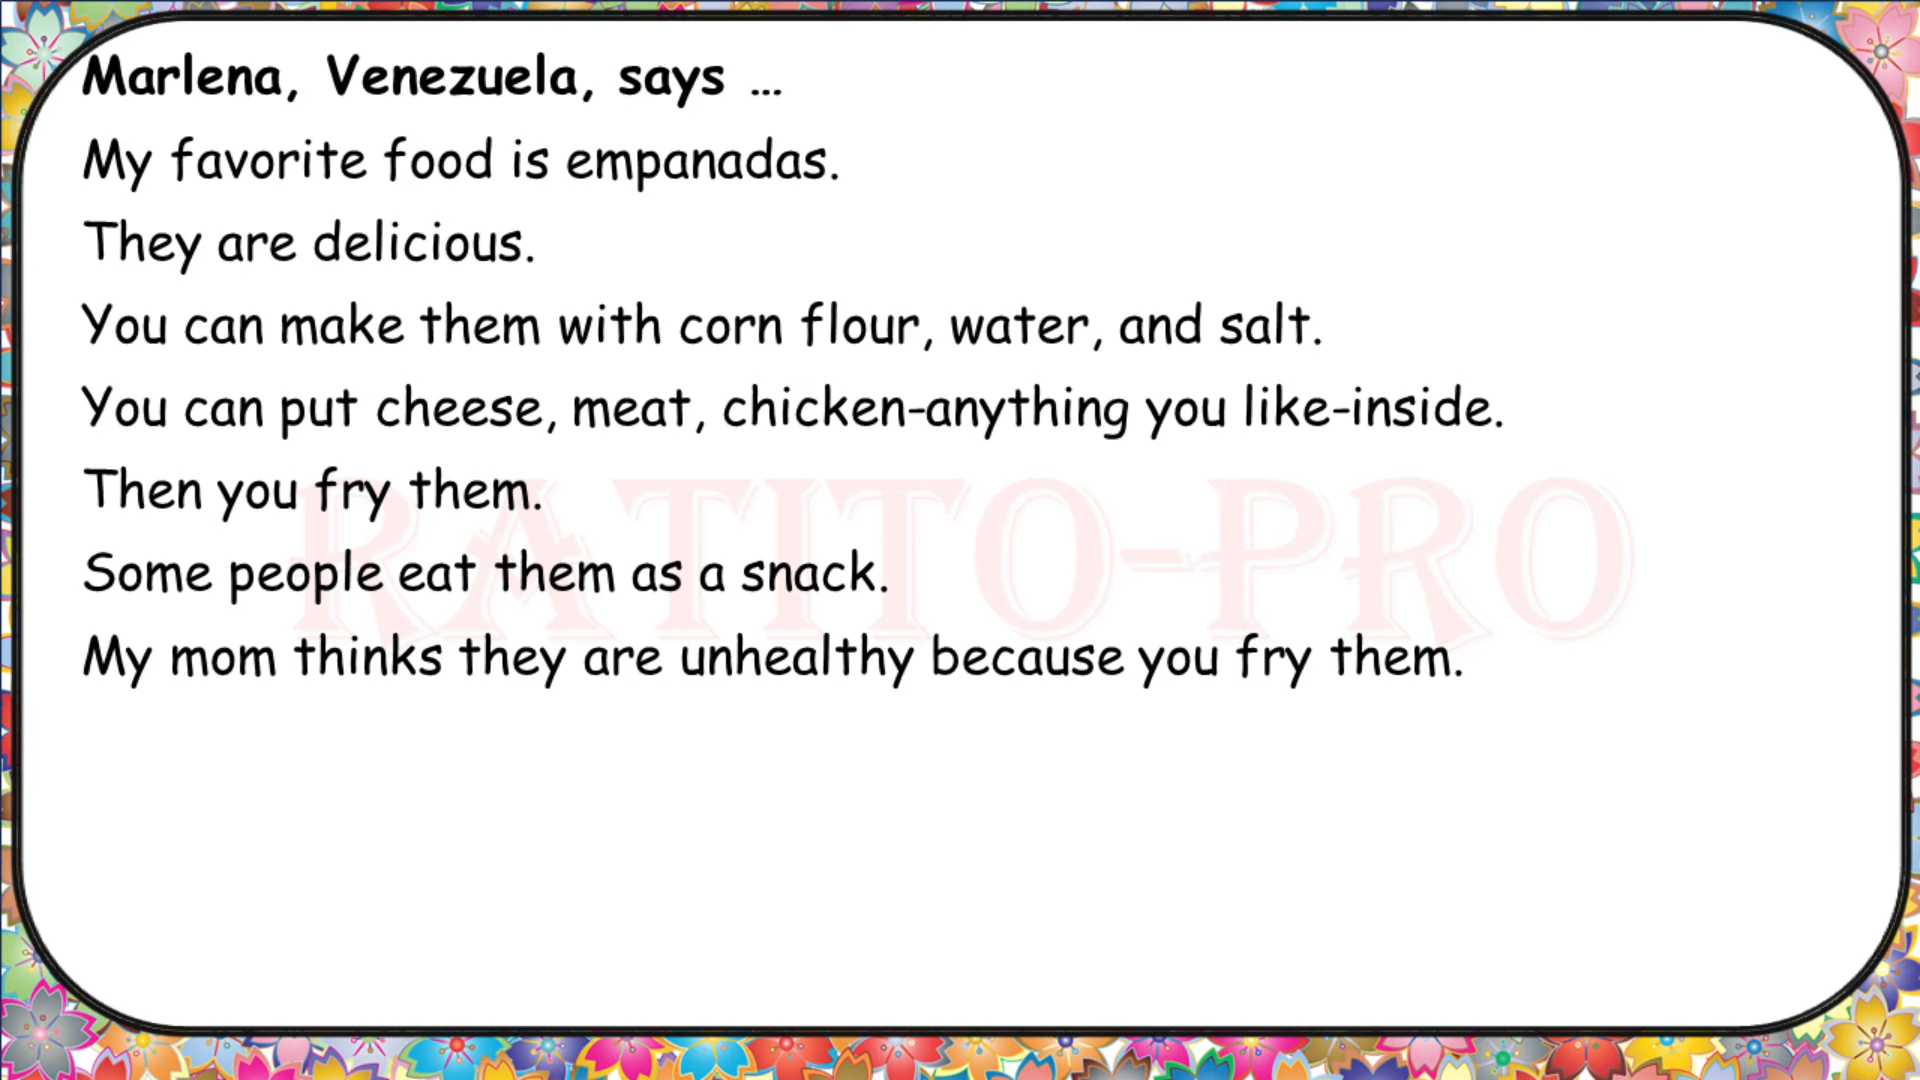 Marlena, Venezuela, says ...
My favorite food is empanadas.
They are delicious.
You can make them with corn flour, water, and salt.
You can put cheese, meat, chicken-anything you like-inside.
Then you fry them.
RATITO-PRO
Some people eat them as a snack.
My mom thinks they are unhealthy because you fry them.